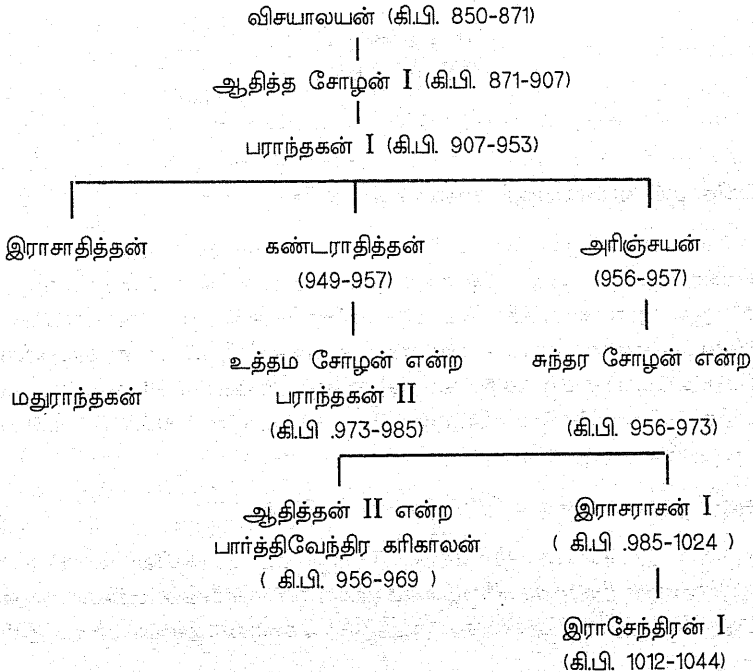 விசயாலயன் (கி.பி. 850-871)
ஆதித்த சோழன் I (கி.பி. 871-907)
பராந்தகன் I (கி.பி. 907-953)
இராசாதித்தன்
கண்டராதித்தன்
(949-957)
அரிஞ்சயன்
(956-957)
மதுராந்தகன்
உத்தம சோழன் என்ற
பராந்தகன் II
(கி.பி .973-985)
சுந்தர சோழன் என்ற
(கி.பி. 956-973)
ஆதித்தன் II என்ற
பார்த்திவேந்திர கரிகாலன்
( கி.பி. 956-969 )
இராசராசன் I
( கி.பி .985-1024 )
இராசேந்திரன் I
(கி.பி. 1012-1044)